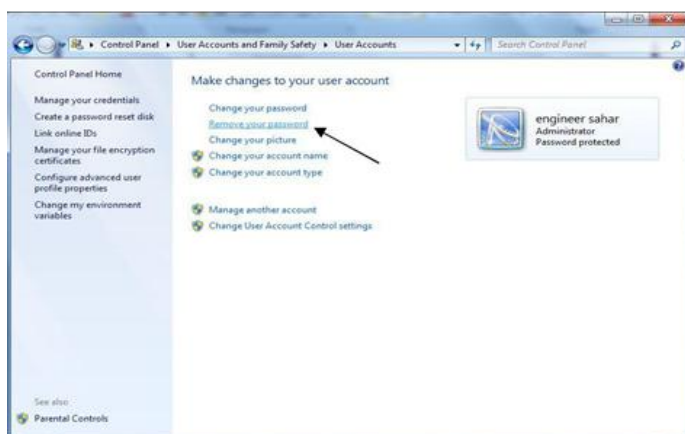 Control Panel ▸ User Accounts and Family Safety ▸ User Accounts
Search Control Panel
Control Panel Home
Manage your credentials
Create a password reset disk
Link online IDs
Manage your file encryption
certificates
Configure advanced user
profile properties
Change my environment
variables
See also
Parental Controls
Make changes to your user account
Change your password
Remove your password
Change your picture
Change your account name
Change your account type
Manage another account
Change User Account Control settings
engineer sahar
Administrator
Password protected